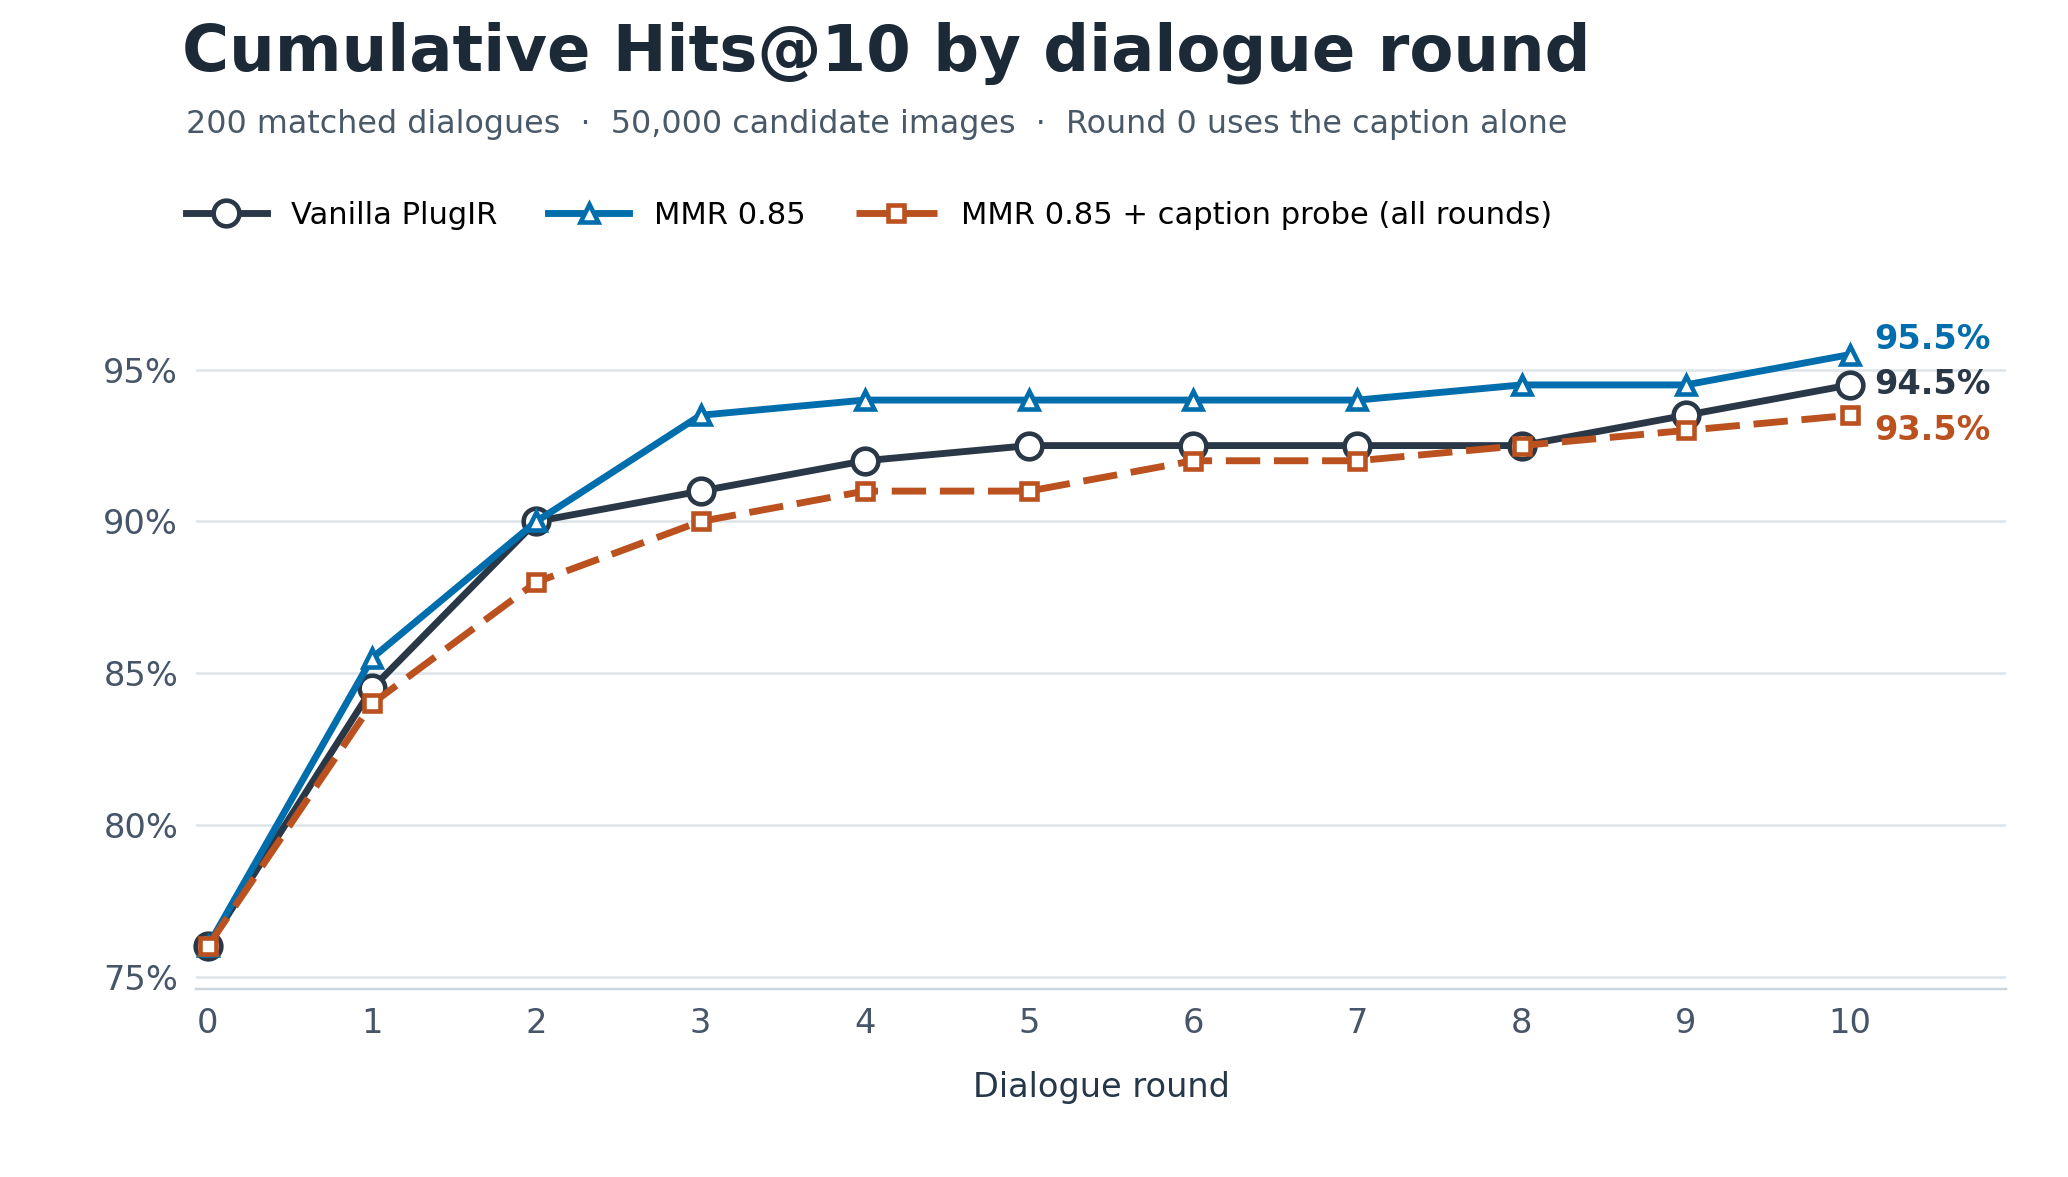 Cumulative Hits@10 by dialogue round
200 matched dialogues · 50,000 candidate images · Round 0 uses the caption alone
Vanilla PlugIR MMR 0.85 MMR 0.85 + caption probe (all rounds)
95.5%
95%
94.5%
93.5%
90%
85%
80%
75%
0 1 2 3 4 5 6 7 8 9 10
Dialogue round